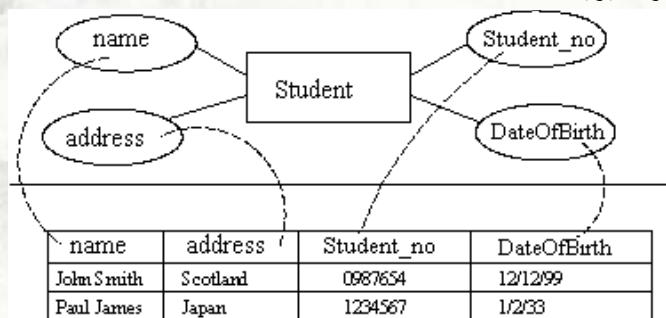 name
Student_no
Student
address
DateOfBirth
name address Student_no DateOfBirth
John Smith Scotland 0987654 12/12/99
Paul James Japan 1234567 1/2/33